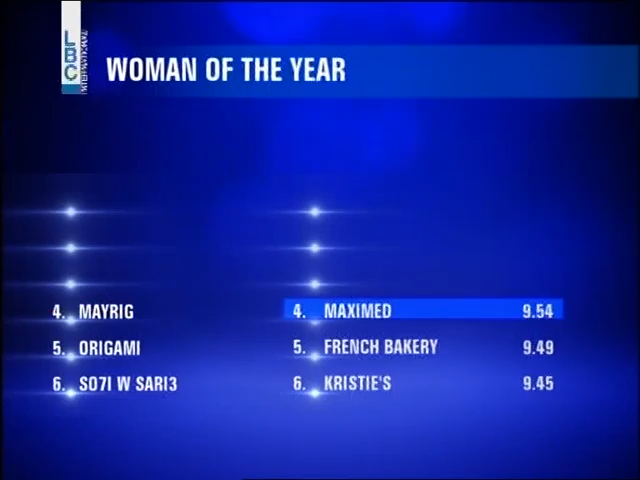 LBC
INTERNATIONAL
WOMAN OF THE YEAR
4. MAYRIG
5. ORIGAMI
6. SO7I W SARI3
4. MAXIMED 9.54
5. FRENCH BAKERY 9.49
6. KRISTIE'S 9.45